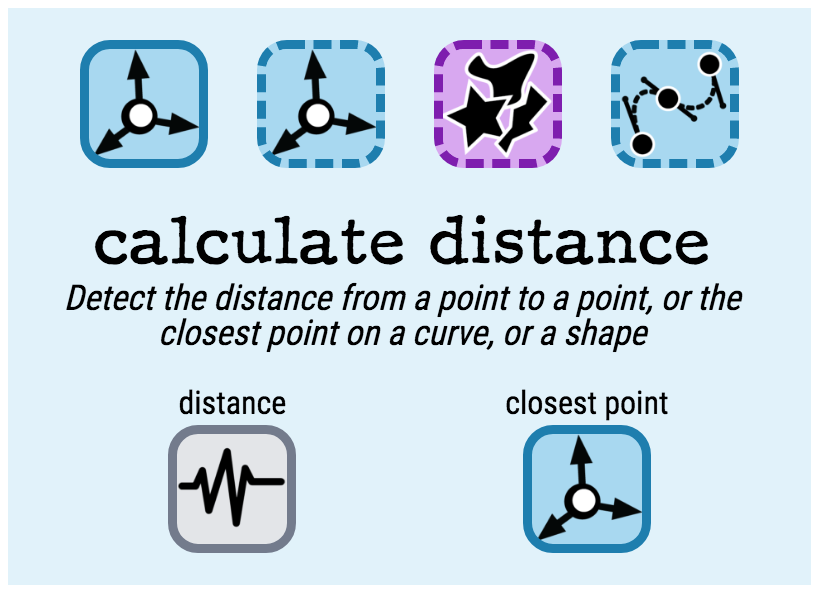 calculate distance
Detect the distance from a point to a point, or the
closest point on a curve, or a shape
distance
closest point